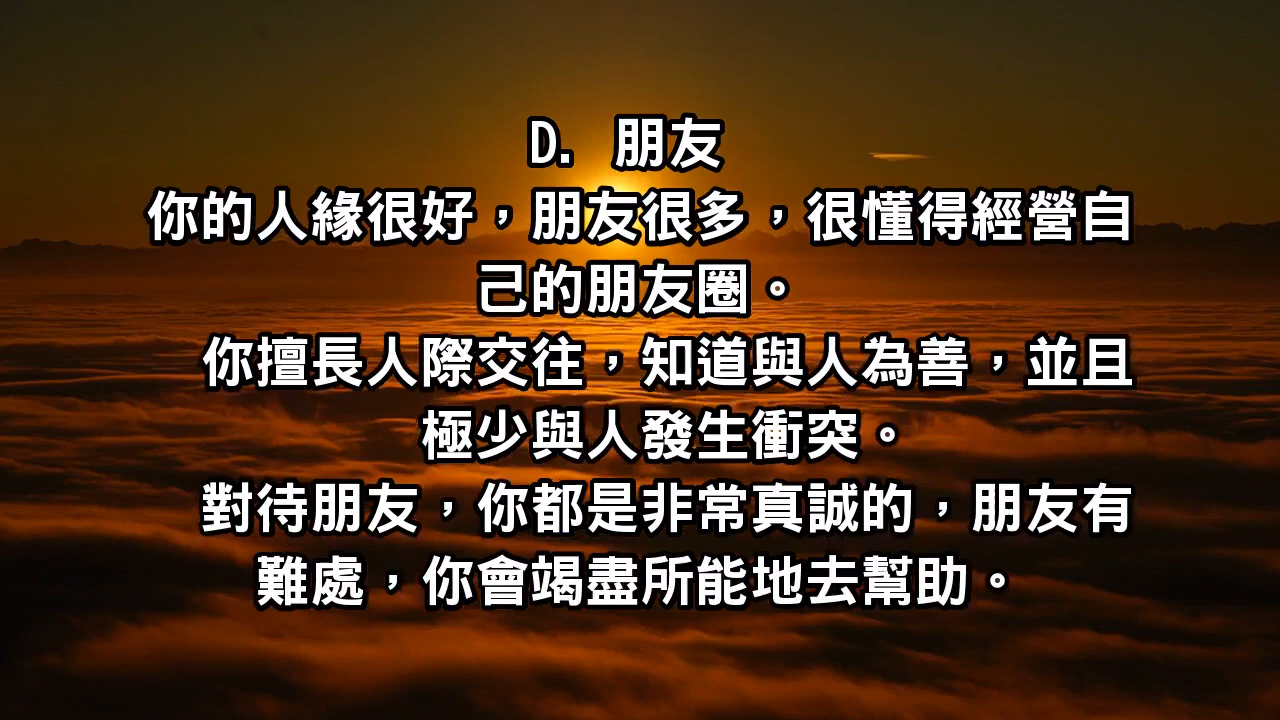 D. 朋友
你的人緣很好，朋友很多，很懂得經營自
己的朋友圈。
你擅長人際交往，知道與人為善，並且
極少與人發生衝突。
對待朋友，你都是非常真誠的，朋友有
難處，你會竭盡所能地去幫助。